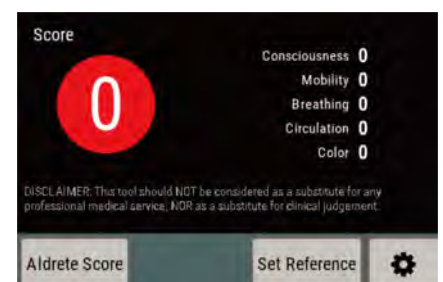 Score
0
Consciousness 0
Mobility 0
Breathing 0
Circulation 0
Color 0
DISCLAIMER: This tool should NOT be considered as a substitute for any
professional medical service, NOR as a substitute for clinical judgement.
Aldrete Score
Set Reference